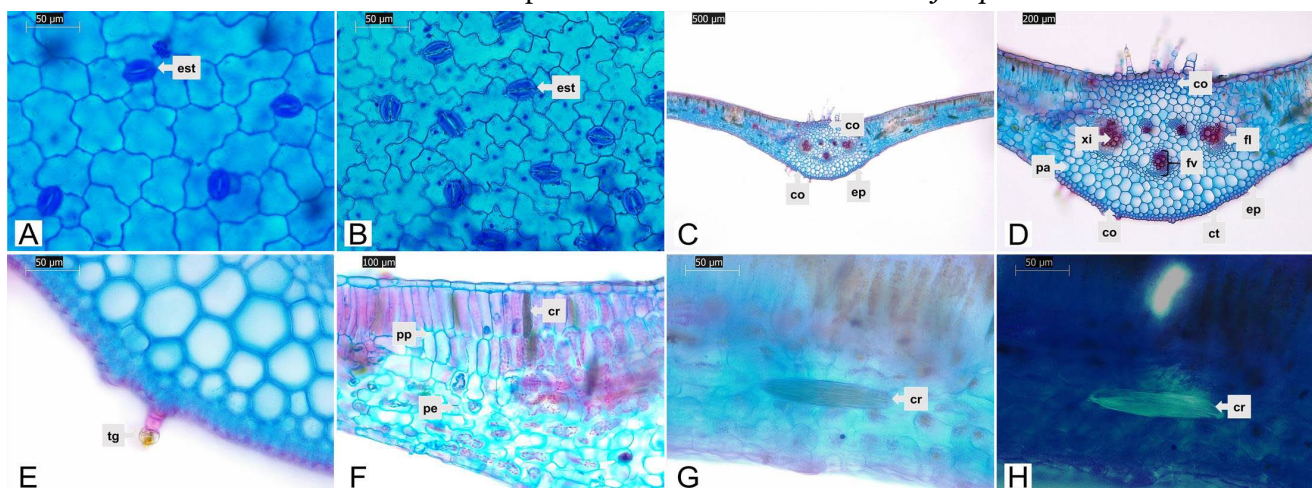 50 µm
est
A
50 µm
est
B
500 µm
co
co
ep
C
200 µm
co
xi
fl
fv
pa
ep
co
ct
D
50 µm
tg
E
100 µm
cr
pp
pe
F
50 µm
cr
G
50 µm
cr
H